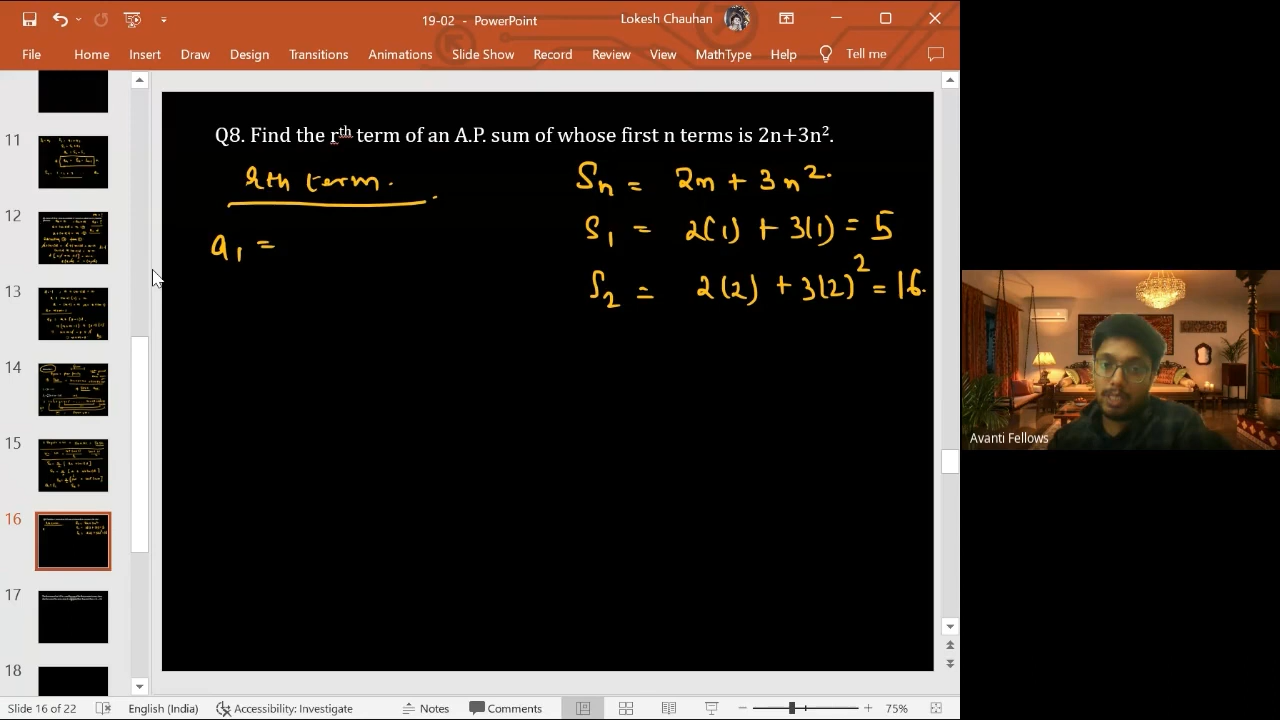 19-02 - PowerPoint
Lokesh Chauhan
File Home Insert Draw Design Transitions Animations Slide Show Record Review View MathType Help Tell me
11
12
13
14
15
16
17
18
Q8. Find the rᵗʰ term of an A.P. sum of whose first n terms is 2n+3n².
rth term.
Sₙ = 2n + 3n².
S₁ = 2(1) + 3(1) = 5
a₁ =
S₂ = 2(2) + 3(2)² = 16.
Avanti Fellows
Slide 16 of 22 English (India) Accessibility: Investigate Notes Comments 75%